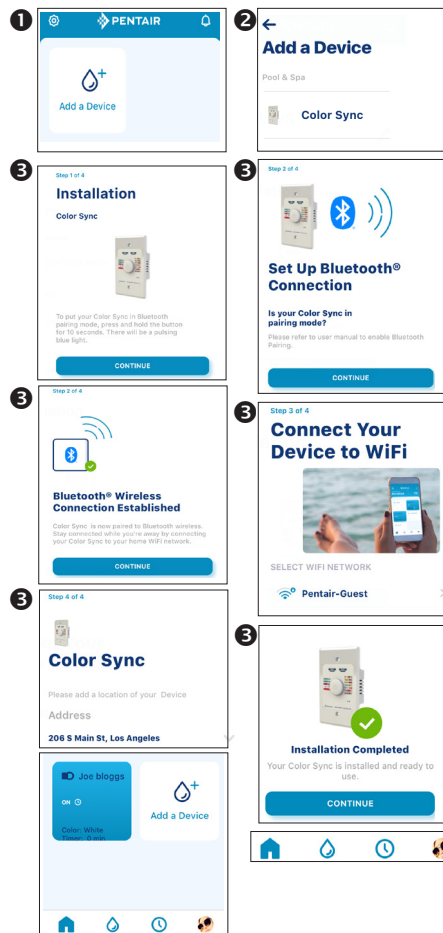 1
PENTAIR
Add a Device
2
Add a Device
Pool & Spa
Color Sync
3
Step 1 of 4
Installation
Color Sync
To put your Color Sync in Bluetooth
pairing mode, press and hold the button
for 10 seconds. There will be a pulsing
blue light.
CONTINUE
3
Step 2 of 4
Set Up Bluetooth®
Connection
Is your Color Sync in
pairing mode?
Please refer to user manual to enable Bluetooth
Pairing.
CONTINUE
3
Step 2 of 4
Bluetooth® Wireless
Connection Established
Color Sync is now paired to Bluetooth wireless.
Stay connected while you're away by connecting
your Color Sync to your home WiFi network.
CONTINUE
3
Step 3 of 4
Connect Your
Device to WiFi
SELECT WIFI NETWORK
Pentair-Guest
3
Step 4 of 4
Color Sync
Please add a location of your Device
Address
206 S Main St, Los Angeles
3
Installation Completed
Your Color Sync is installed and ready to
use.
CONTINUE
Joe bloggs
ON
Color: White
Timer: 0 min
Add a Device